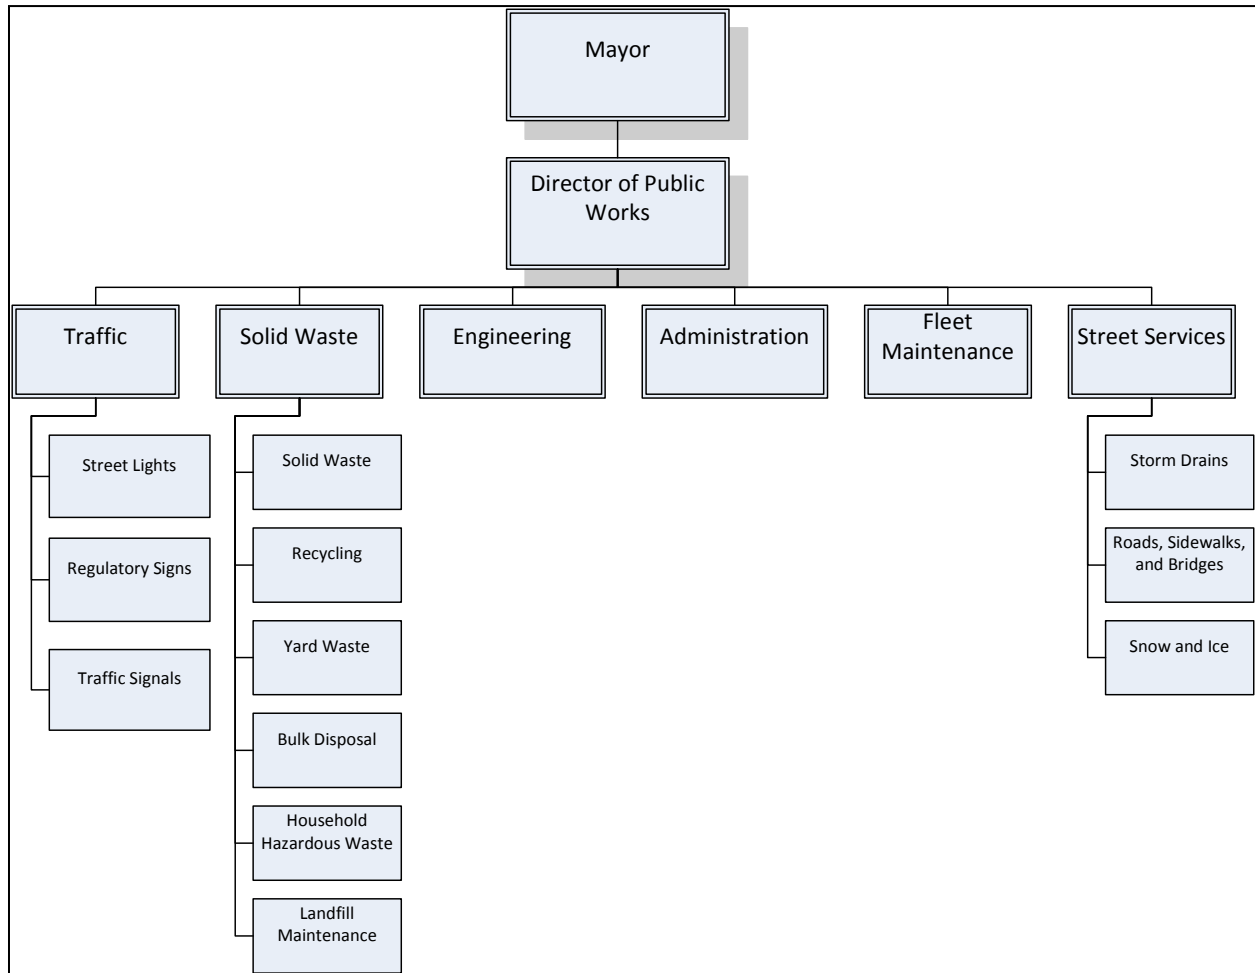 Mayor
Director of Public
Works
Traffic
Solid Waste
Engineering
Administration
Fleet
Maintenance
Street Services
Street Lights
Regulatory Signs
Traffic Signals
Solid Waste
Recycling
Yard Waste
Bulk Disposal
Household
Hazardous Waste
Landfill
Maintenance
Storm Drains
Roads, Sidewalks,
and Bridges
Snow and Ice